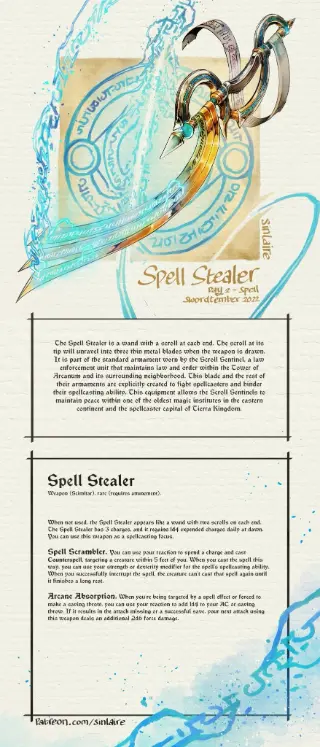 sinlaire
Spell Stealer
Day 2 - Spell
Swordtember 2022
The Spell Stealer is a wand with a scroll at each end. The scroll at its
tip will unravel into three thin metal blades when the weapon is drawn.
It is part of the standard armament worn by the Scroll Sentinel, a law
enforcement unit that maintains law and order within the Tower of
Arcanum and its surrounding neighborhood. This blade and the rest of
their armaments are explicitly created to fight spellcasters and hinder
their spellcasting ability. This equipment allows the Scroll Sentinels to
maintain peace within one of the oldest magic institutes in the eastern
continent and the spellcaster capital of Tierra Kingdom.
Spell Stealer
Weapon (Scimitar), rare (requires attunement).
When not used, the Spell Stealer appears like a wand with two scrolls on each end.
The Spell Stealer has 3 charges, and it regains 1d4 expended charges daily at dawn.
You can use this weapon as a spellcasting focus.
Spell Scrambler. You can use your reaction to spend a charge and cast
Counterspell, targeting a creature within 5 feet of you. When you cast the spell this
way, you can use your strength or dexterity modifier for the spell's spellcasting ability.
When you successfully interrupt the spell, the creature can't cast that spell again until
it finishes a long rest.
Arcane Absorption. When you're being targeted by a spell effect or forced to
make a saving throw, you can use your reaction to add 1d4 to your AC or saving
throw. If it results in the attack missing or a successful save, your next attack using
this weapon deals an additional 2d6 force damage.
Patreon.com/sinlaire